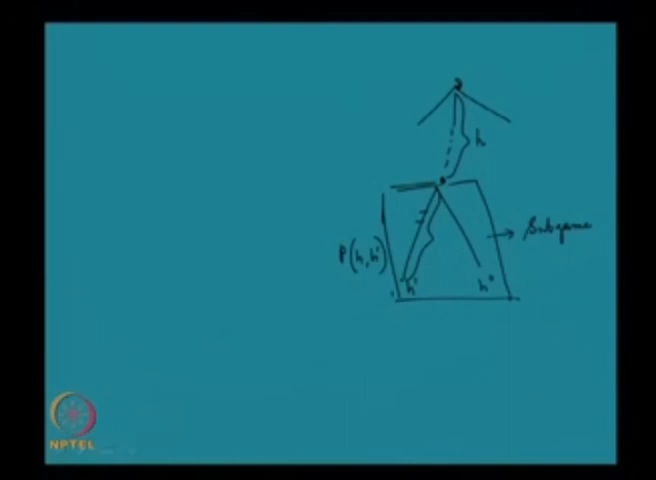 h
Subgame
P(h, h')
h'
h"
NPTEL